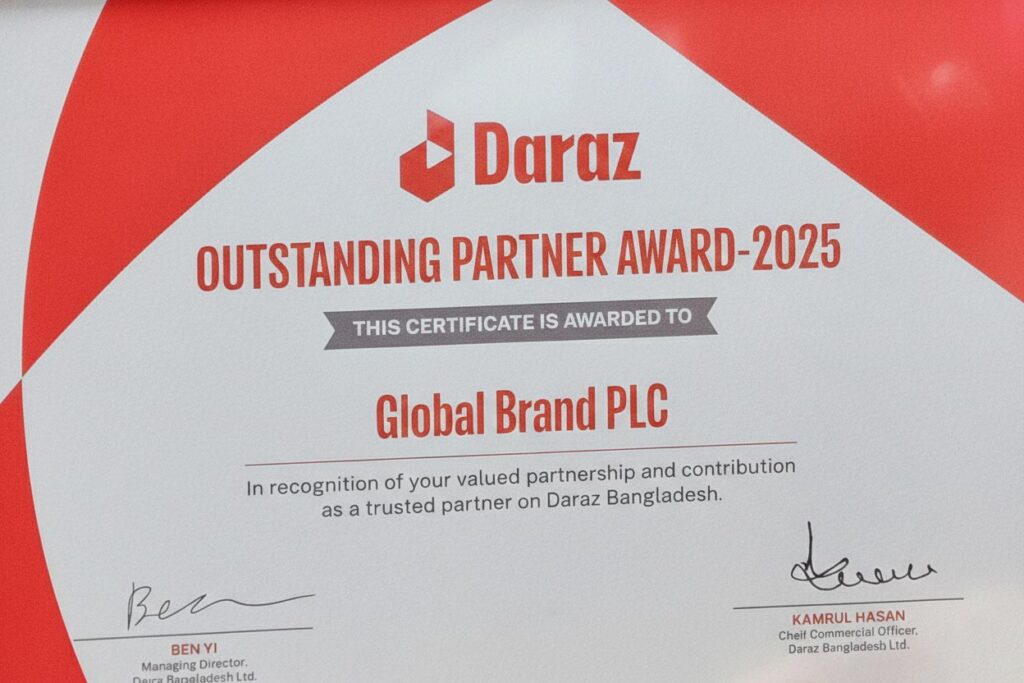 Daraz
OUTSTANDING PARTNER AWARD-2025
THIS CERTIFICATE IS AWARDED TO
Global Brand PLC
In recognition of your valued partnership and contribution
as a trusted partner on Daraz Bangladesh.
Ben
BEN YI
Managing Director.
Bangladesh Ltd.
KAMRUL HASAN
Cheif Commercial Officer.
Daraz Bangladesh Ltd.